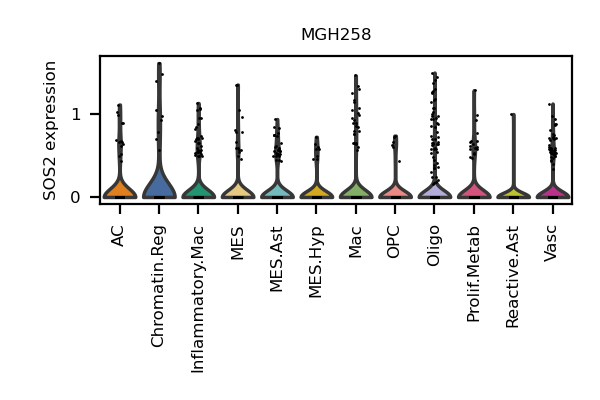 MGH258
SOS2 expression
1
0
AC
Chromatin.Reg
Inflammatory.Mac
MES
MES.Ast
MES.Hyp
Mac
OPC
Oligo
Prolif.Metab
Reactive.Ast
Vasc